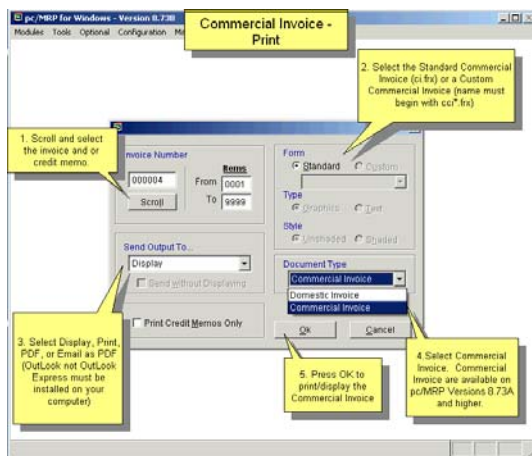 pc/MRP for Windows - Version 8.73B
Modules Tools Optional Configuration
Commercial Invoice -
Print
2. Select the Standard Commercial
Invoice (ci.frx) or a Custom
Commercial Invoice (name must
begin with cci*.frx)
1. Scroll and select
the invoice and or
credit memo.
Invoice Number
000004
Scroll
Items
From 0001
To 9999
Form
Standard Custom
Type
Graphics Text
Style
Unshaded Shaded
Send Output To...
Display
Send without Displaying
Print Credit Memos Only
Document Type
Commercial Invoice
Domestic Invoice
Commercial Invoice
Ok Cancel
3. Select Display, Print,
PDF, or Email as PDF
(OutLook not OutLook
Express must be
installed on your
computer)
5. Press OK to
print/display the
Commercial Invoice
4.Select Commercial
Invoice. Commercial
Invoice are available on
pc/MRP Versions 8.73A
and higher.